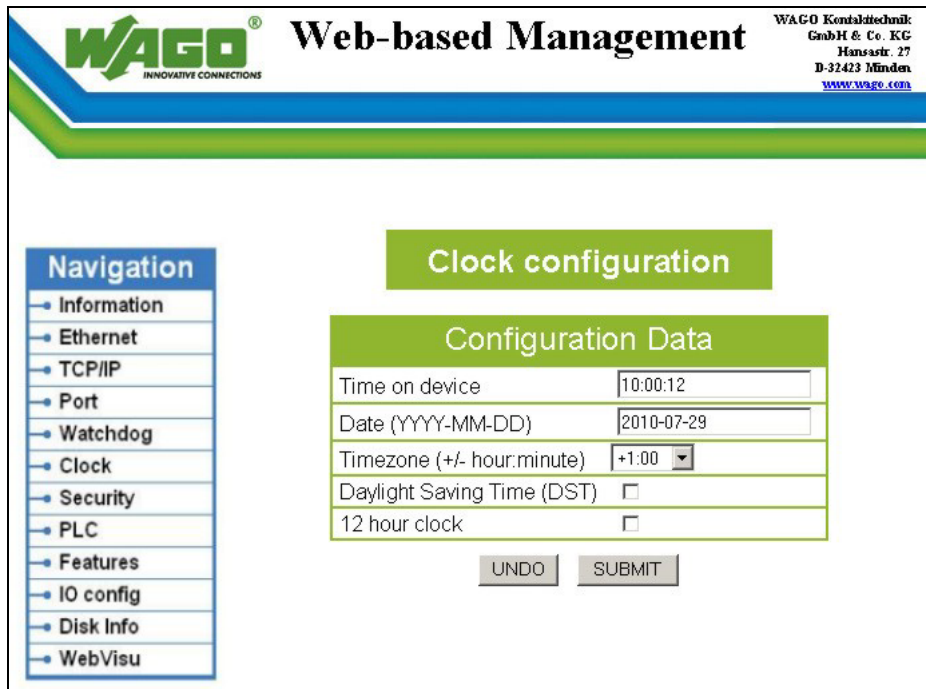 WAGO®
INNOVATIVE CONNECTIONS
Web-based Management
WAGO Kontakttechnik
GmbH & Co. KG
Hansastr. 27
D-32423 Minden
www.wago.com
Navigation
Information
Ethernet
TCP/IP
Port
Watchdog
Clock
Security
PLC
Features
IO config
Disk Info
WebVisu
Clock configuration
Configuration Data
Time on device 10:00:12
Date (YYYY-MM-DD) 2010-07-29
Timezone (+/- hour:minute) +1:00
Daylight Saving Time (DST)
12 hour clock
UNDO SUBMIT